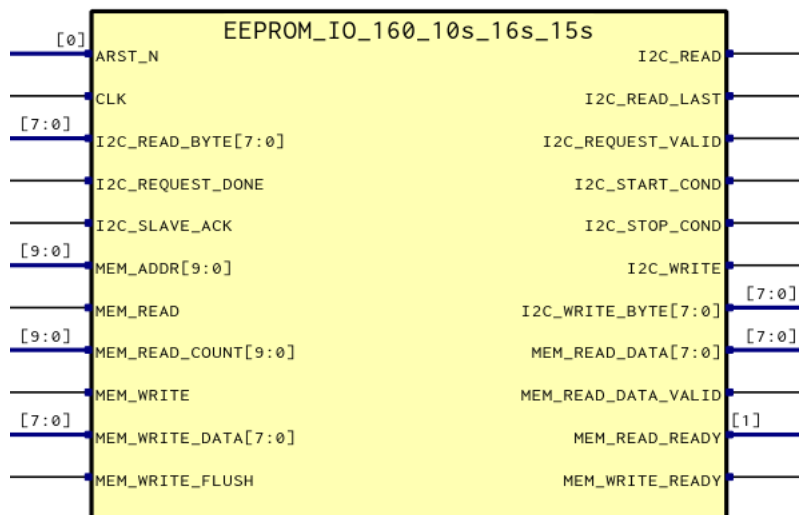 EEPROM_IO_160_10s_16s_15s
[0] ARST_N I2C_READ
CLK I2C_READ_LAST
[7:0] I2C_READ_BYTE[7:0] I2C_REQUEST_VALID
I2C_REQUEST_DONE I2C_START_COND
I2C_SLAVE_ACK I2C_STOP_COND
[9:0] MEM_ADDR[9:0] I2C_WRITE
MEM_READ I2C_WRITE_BYTE[7:0] [7:0]
[9:0] MEM_READ_COUNT[9:0] MEM_READ_DATA[7:0] [7:0]
MEM_WRITE MEM_READ_DATA_VALID
[7:0] MEM_WRITE_DATA[7:0] MEM_READ_READY [1]
MEM_WRITE_FLUSH MEM_WRITE_READY